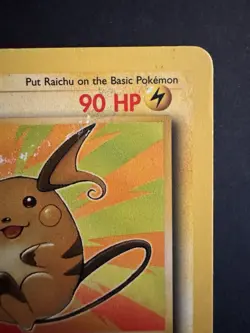 Put Raichu on the Basic Pokémon
90 HP